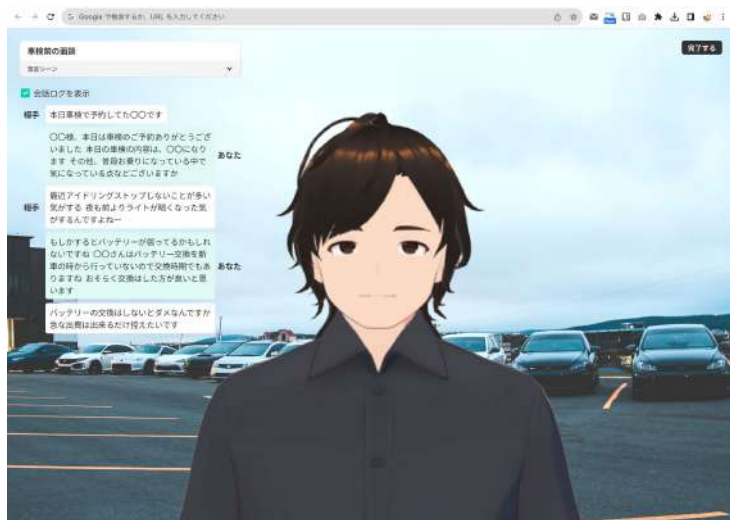 Google で検索するか、URL を入力してください
車検前の面談
完了する
会話ログを表示
相手
本日車検で予約してた〇〇です
〇〇様、本日は車検のご予約ありがとうござ
いました 本日の車検の内容は、〇〇になり
ます その他、普段お乗りになっている中で
気になっている点などございますか
あなた
最近アイドリングストップしないことが多い
気がする 夜も前よりライトが暗くなった気
がするんですよねー
相手
もしかするとバッテリーが弱ってるかもしれ
ないですね 〇〇さんはバッテリー交換を新
車の時から行っていないので交換時期でもあ
りますね おそらく交換はした方が良いと思
います
あなた
バッテリーの交換はしないとダメなんですか
急な出費は出来るだけ控えたいです